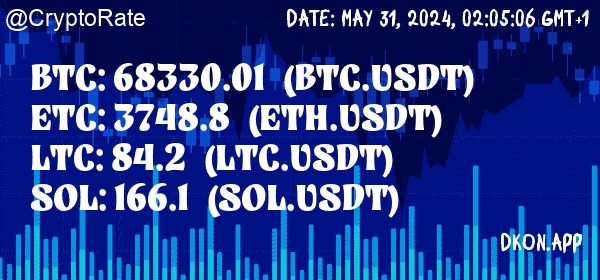 @CryptoRate
DATE: MAY 31, 2024, 02:05:06 GMT+1
BTC: 68330.01 (BTC.USDT)
ETC: 3748.8 (ETH.USDT)
LTC: 84.2 (LTC.USDT)
SOL: 166.1 (SOL.USDT)
DKON.APP